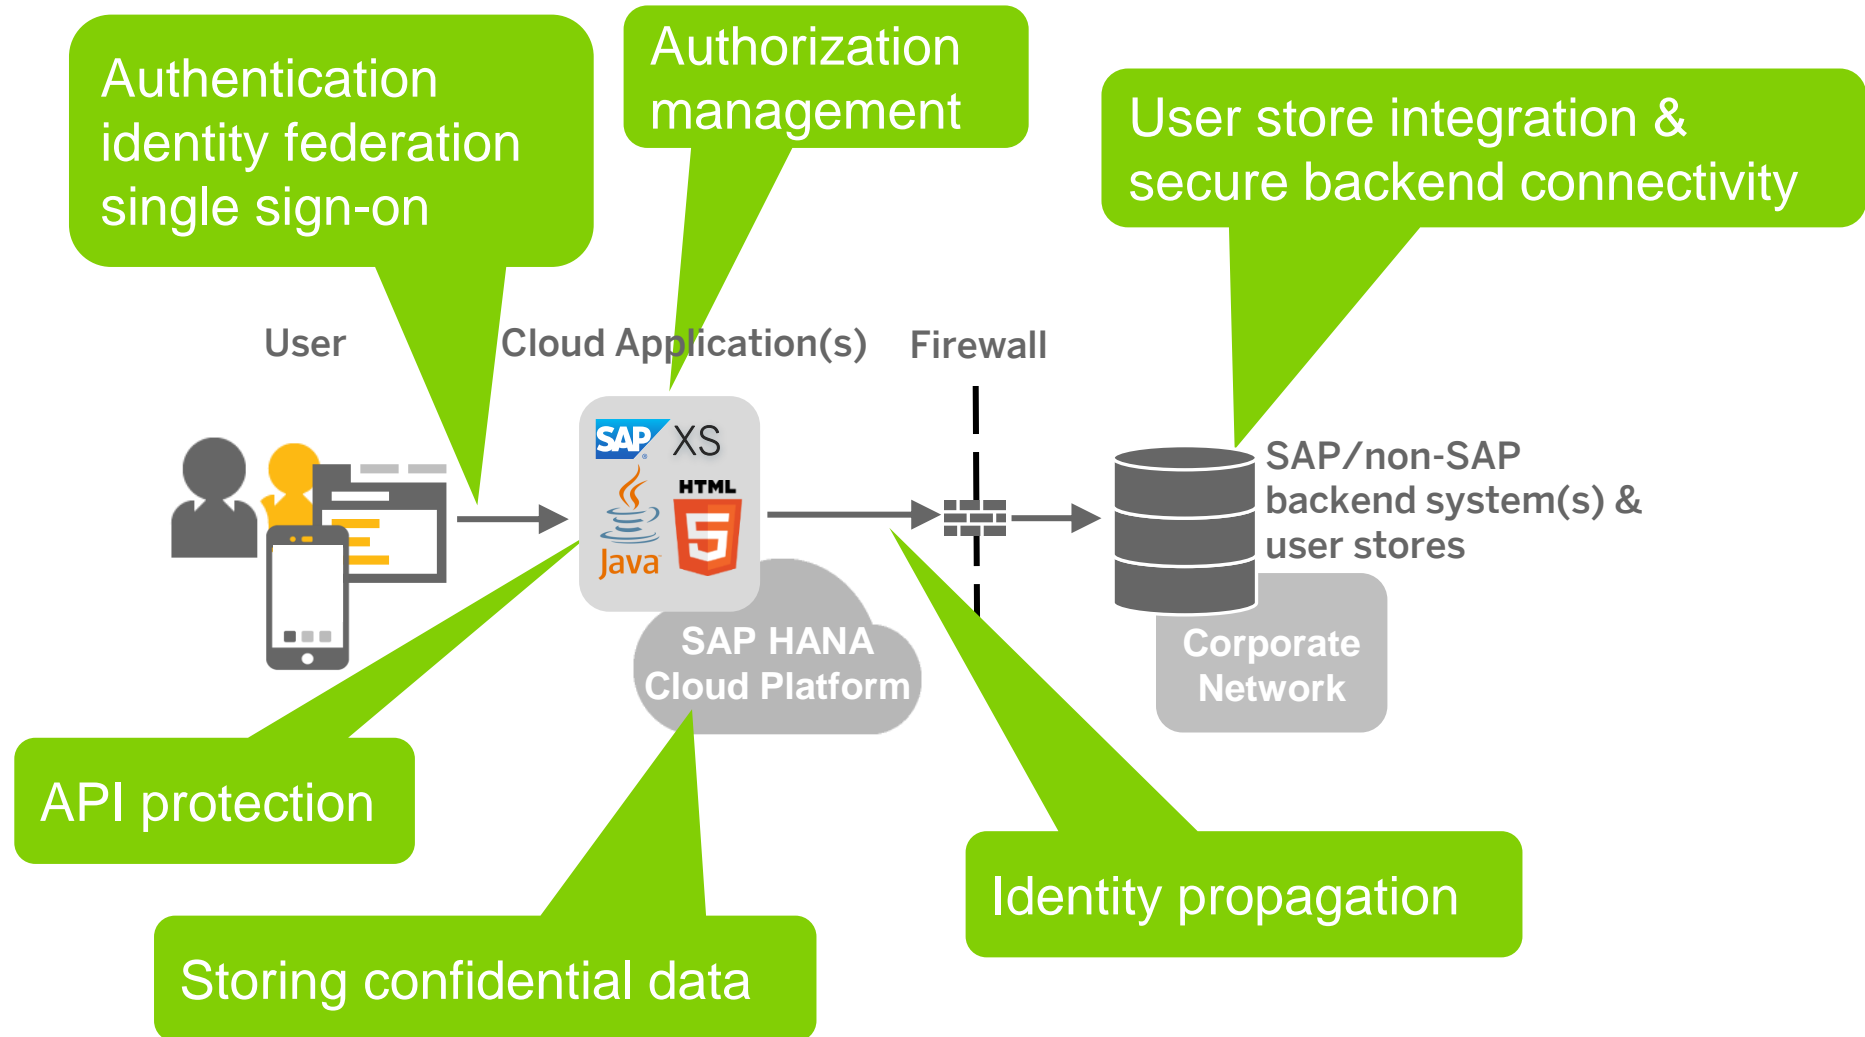 Authentication
identity federation
single sign-on
Authorization
management
User store integration &
secure backend connectivity
User
Cloud Application(s)
Firewall
SAP
XS
HTML
5
Java
SAP/non-SAP
backend system(s) &
user stores
SAP HANA
Cloud Platform
Corporate
Network
API protection
Identity propagation
Storing confidential data